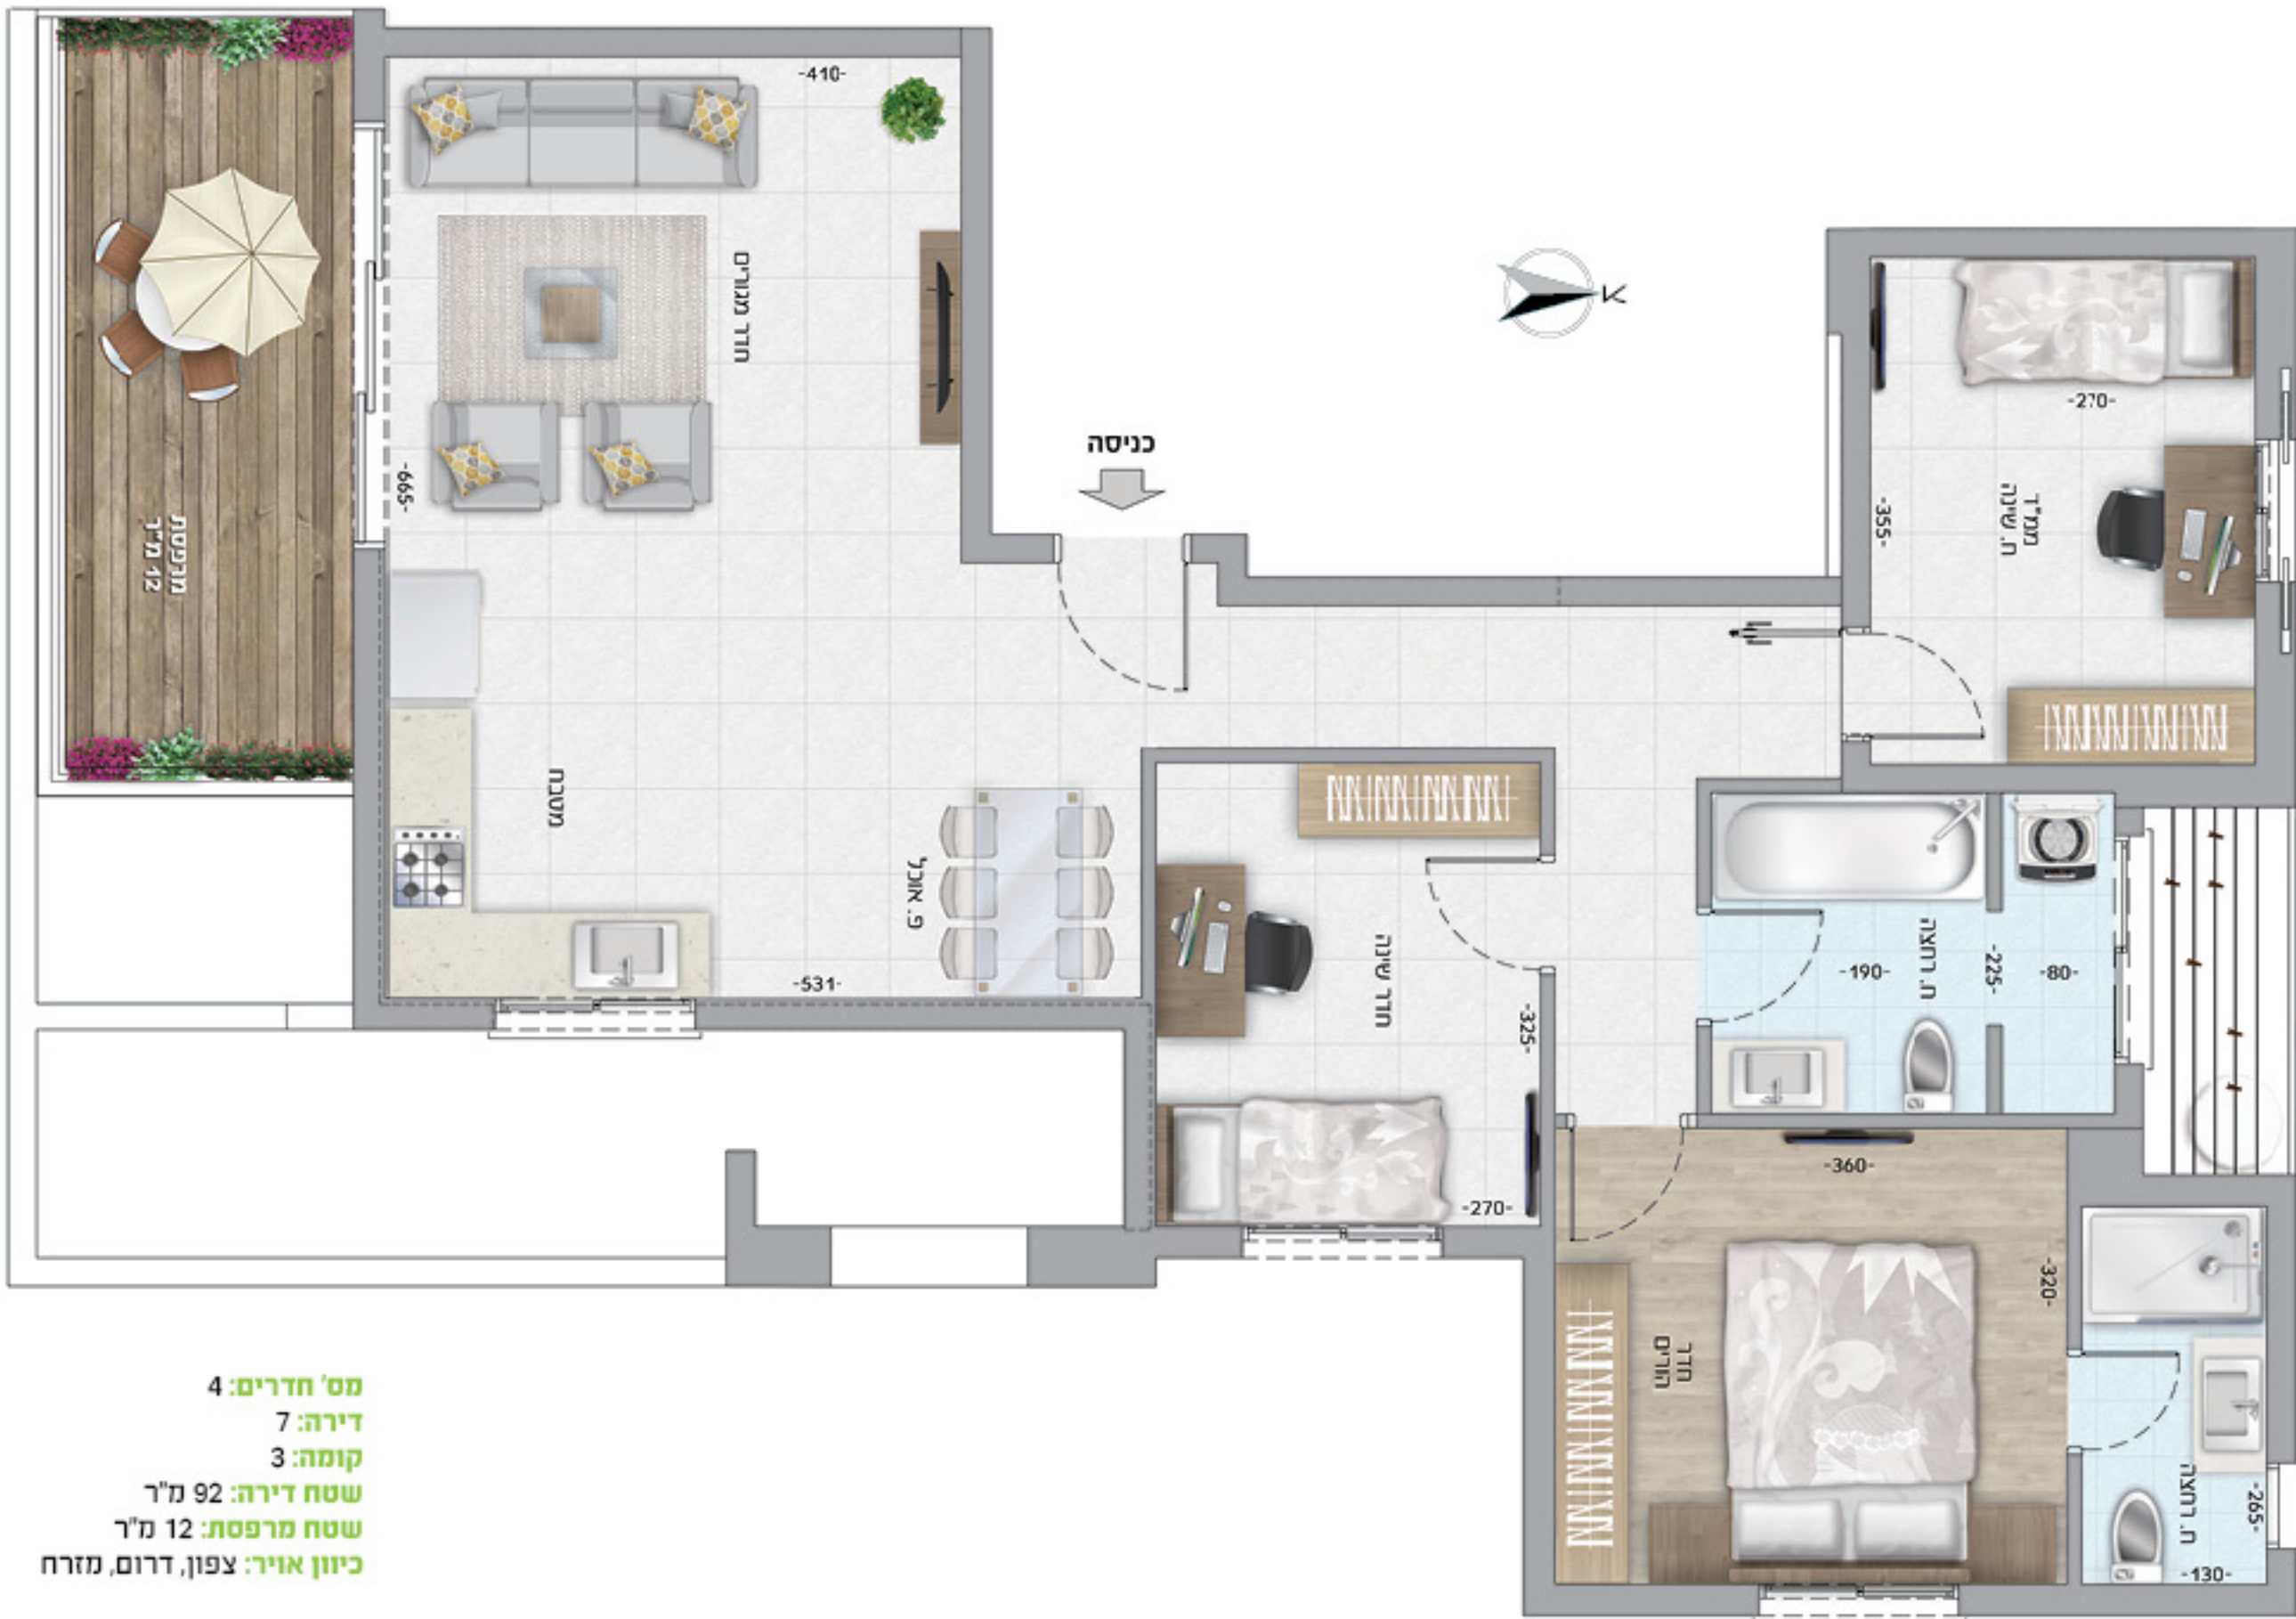 -410-
חדר מגורים
-665-
מרפסת
12 מ"ר
כניסה
-270-
-355-
ממ"ד
ח. שינה
מטבח
פ. אוכל
-531-
חדר שינה
-325-
-270-
ח. רחצה
-190-
-225-
-80-
-360-
-320-
חדר
הורים
ח. רחצה
-265-
-130-
מס' חדרים: 4
דירה: 7
קומה: 3
שטח דירה: 92 מ"ר
שטח מרפסת: 12 מ"ר
כיוון אויר: צפון, דרום, מזרח